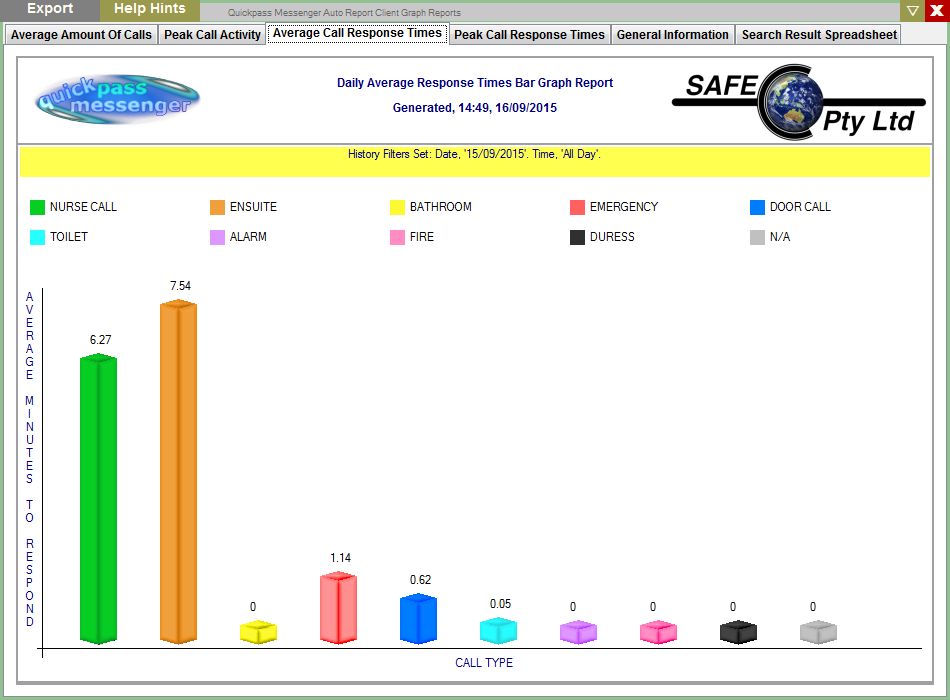 Export Help Hints Quickpass Messenger Auto Report Client Graph Reports
Average Amount Of Calls Peak Call Activity Average Call Response Times Peak Call Response Times General Information Search Result Spreadsheet
quickpass
messenger
Daily Average Response Times Bar Graph Report
Generated, 14:49, 16/09/2015
SAFE
Pty Ltd
History Filters Set: Date, '15/09/2015'. Time, 'All Day'.
NURSE CALL ENSUITE BATHROOM EMERGENCY DOOR CALL
TOILET ALARM FIRE DURESS N/A
AVERAGE MINUTES TO RESPOND
6.27 7.54 0 1.14 0.62 0.05 0 0 0 0
CALL TYPE